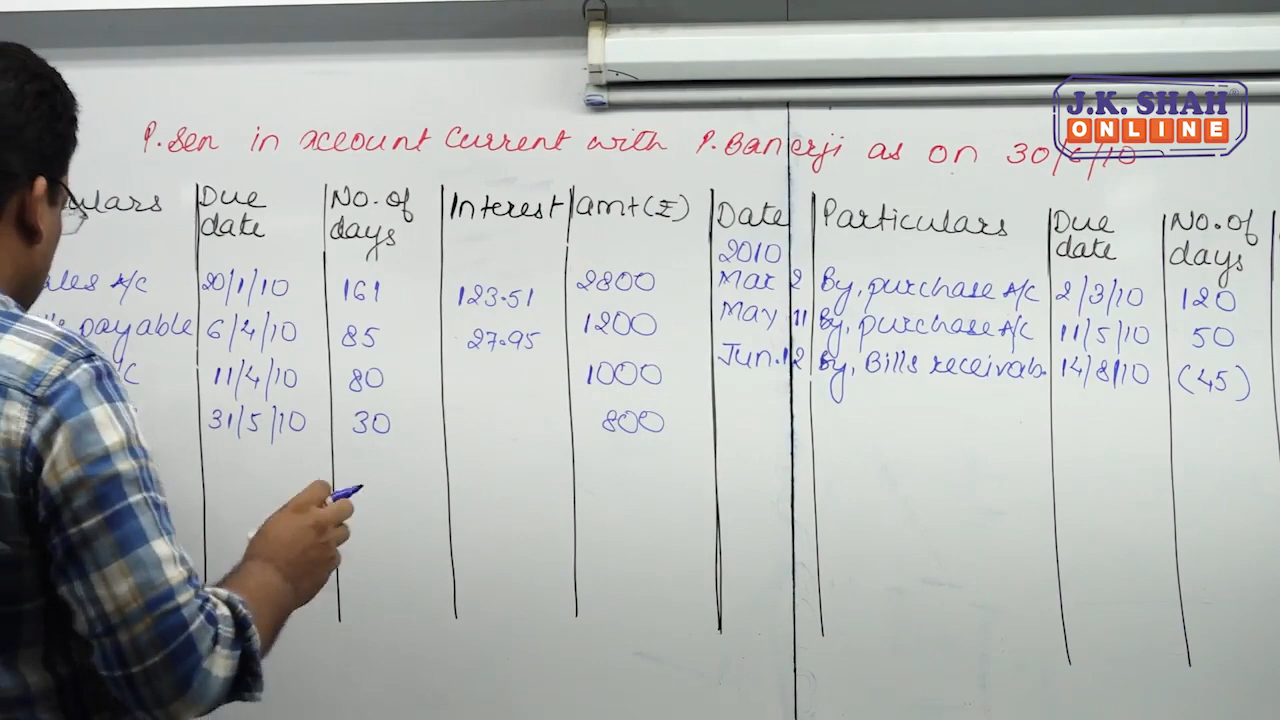 J.K. SHAH
ONLINE
P. Sen in account current with P. Banerji as on 30/6/10
Due date No. of days Interest amt(₹) Date Particulars Due date No. of days
2010
A/C 20/1/10 161 123.51 2800 Mar 2 By, purchase A/C 2/3/10 120
payable 6/4/10 85 27.95 1200 May 11 By, purchase A/C 11/5/10 50
11/4/10 80 1000 Jun. 12 By, Bills receivab. 14/8/10 (45)
31/5/10 30 800